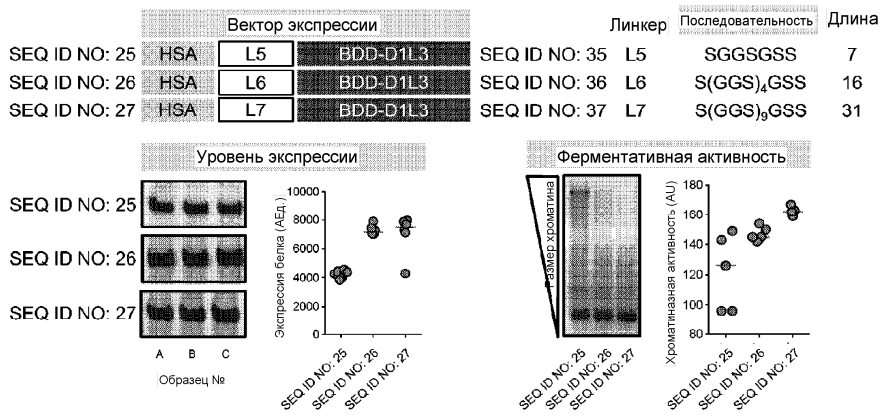 Вектор экспрессии Линкер Последовательность Длина
SEQ ID NO: 25 HSA L5 BDD-D1L3 SEQ ID NO: 35 L5 SGGSGSS 7
SEQ ID NO: 26 HSA L6 BDD-D1L3 SEQ ID NO: 36 L6 S(GGS)4GSS 16
SEQ ID NO: 27 HSA L7 BDD-D1L3 SEQ ID NO: 37 L7 S(GGS)9GSS 31
Уровень экспрессии
SEQ ID NO: 25
SEQ ID NO: 26
SEQ ID NO: 27
A B C
Образец №
Экспрессия белка (АЕд.)
10000
8000
6000
4000
2000
0
SEQ ID NO: 25
SEQ ID NO: 26
SEQ ID NO: 27
Ферментативная активность
Размер хроматина
SEQ ID NO: 25
SEQ ID NO: 26
SEQ ID NO: 27
Хроматиназная активность (AU)
180
160
140
120
100
80
SEQ ID NO: 25
SEQ ID NO: 26
SEQ ID NO: 27